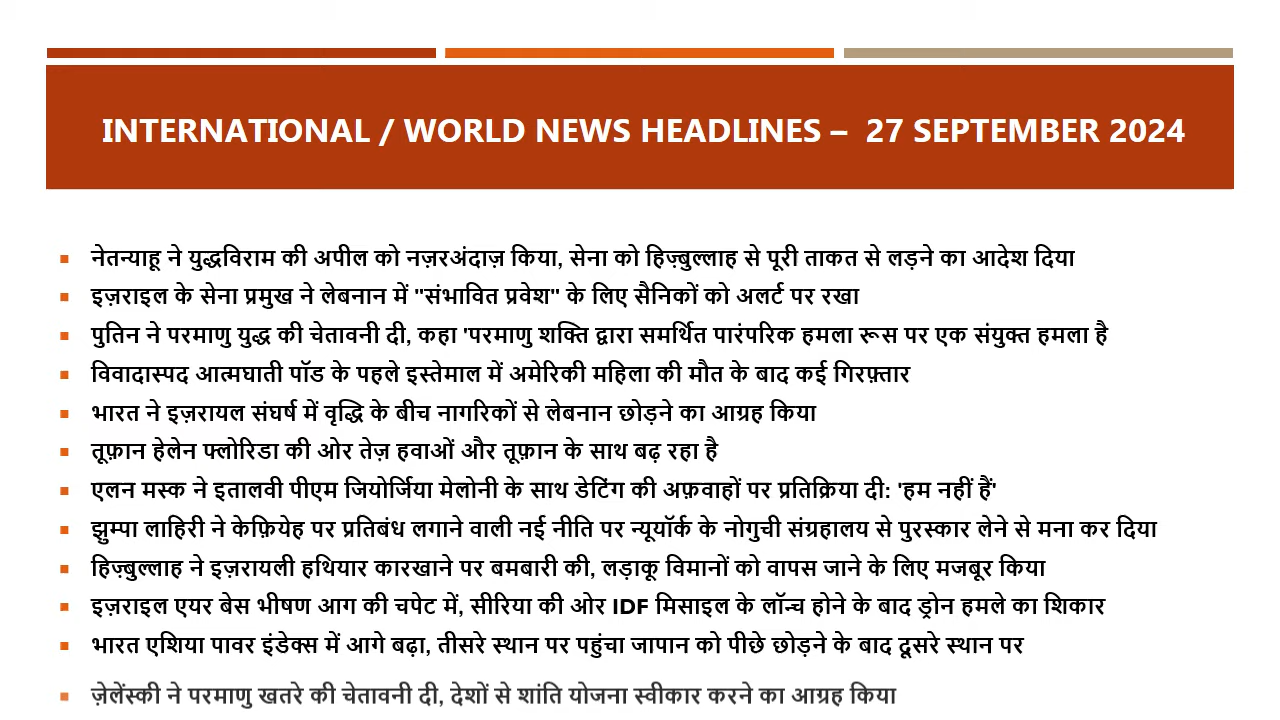 INTERNATIONAL / WORLD NEWS HEADLINES – 27 SEPTEMBER 2024
नेतन्याहू ने युद्धविराम की अपील को नज़रअंदाज़ किया, सेना को हिज़्बुल्लाह से पूरी ताकत से लड़ने का आदेश दिया
इज़राइल के सेना प्रमुख ने लेबनान में "संभावित प्रवेश" के लिए सैनिकों को अलर्ट पर रखा
पुतिन ने परमाणु युद्ध की चेतावनी दी, कहा 'परमाणु शक्ति द्वारा समर्थित पारंपरिक हमला रूस पर एक संयुक्त हमला है
विवादास्पद आत्मघाती पॉड के पहले इस्तेमाल में अमेरिकी महिला की मौत के बाद कई गिरफ़्तार
भारत ने इज़रायल संघर्ष में वृद्धि के बीच नागरिकों से लेबनान छोड़ने का आग्रह किया
तूफ़ान हेलेन फ्लोरिडा की ओर तेज़ हवाओं और तूफ़ान के साथ बढ़ रहा है
एलन मस्क ने इतालवी पीएम जियोर्जिया मेलोनी के साथ डेटिंग की अफ़वाहों पर प्रतिक्रिया दी: 'हम नहीं हैं'
झुम्पा लाहिरी ने केफ़ियेह पर प्रतिबंध लगाने वाली नई नीति पर न्यूयॉर्क के नोगुची संग्रहालय से पुरस्कार लेने से मना कर दिया
हिज़्बुल्लाह ने इज़रायली हथियार कारखाने पर बमबारी की, लड़ाकू विमानों को वापस जाने के लिए मजबूर किया
इज़राइल एयर बेस भीषण आग की चपेट में, सीरिया की ओर IDF मिसाइल के लॉन्च होने के बाद ड्रोन हमले का शिकार
भारत एशिया पावर इंडेक्स में आगे बढ़ा, तीसरे स्थान पर पहुंचा जापान को पीछे छोड़ने के बाद दूसरे स्थान पर
ज़ेलेंस्की ने परमाणु खतरे की चेतावनी दी, देशों से शांति योजना स्वीकार करने का आग्रह किया